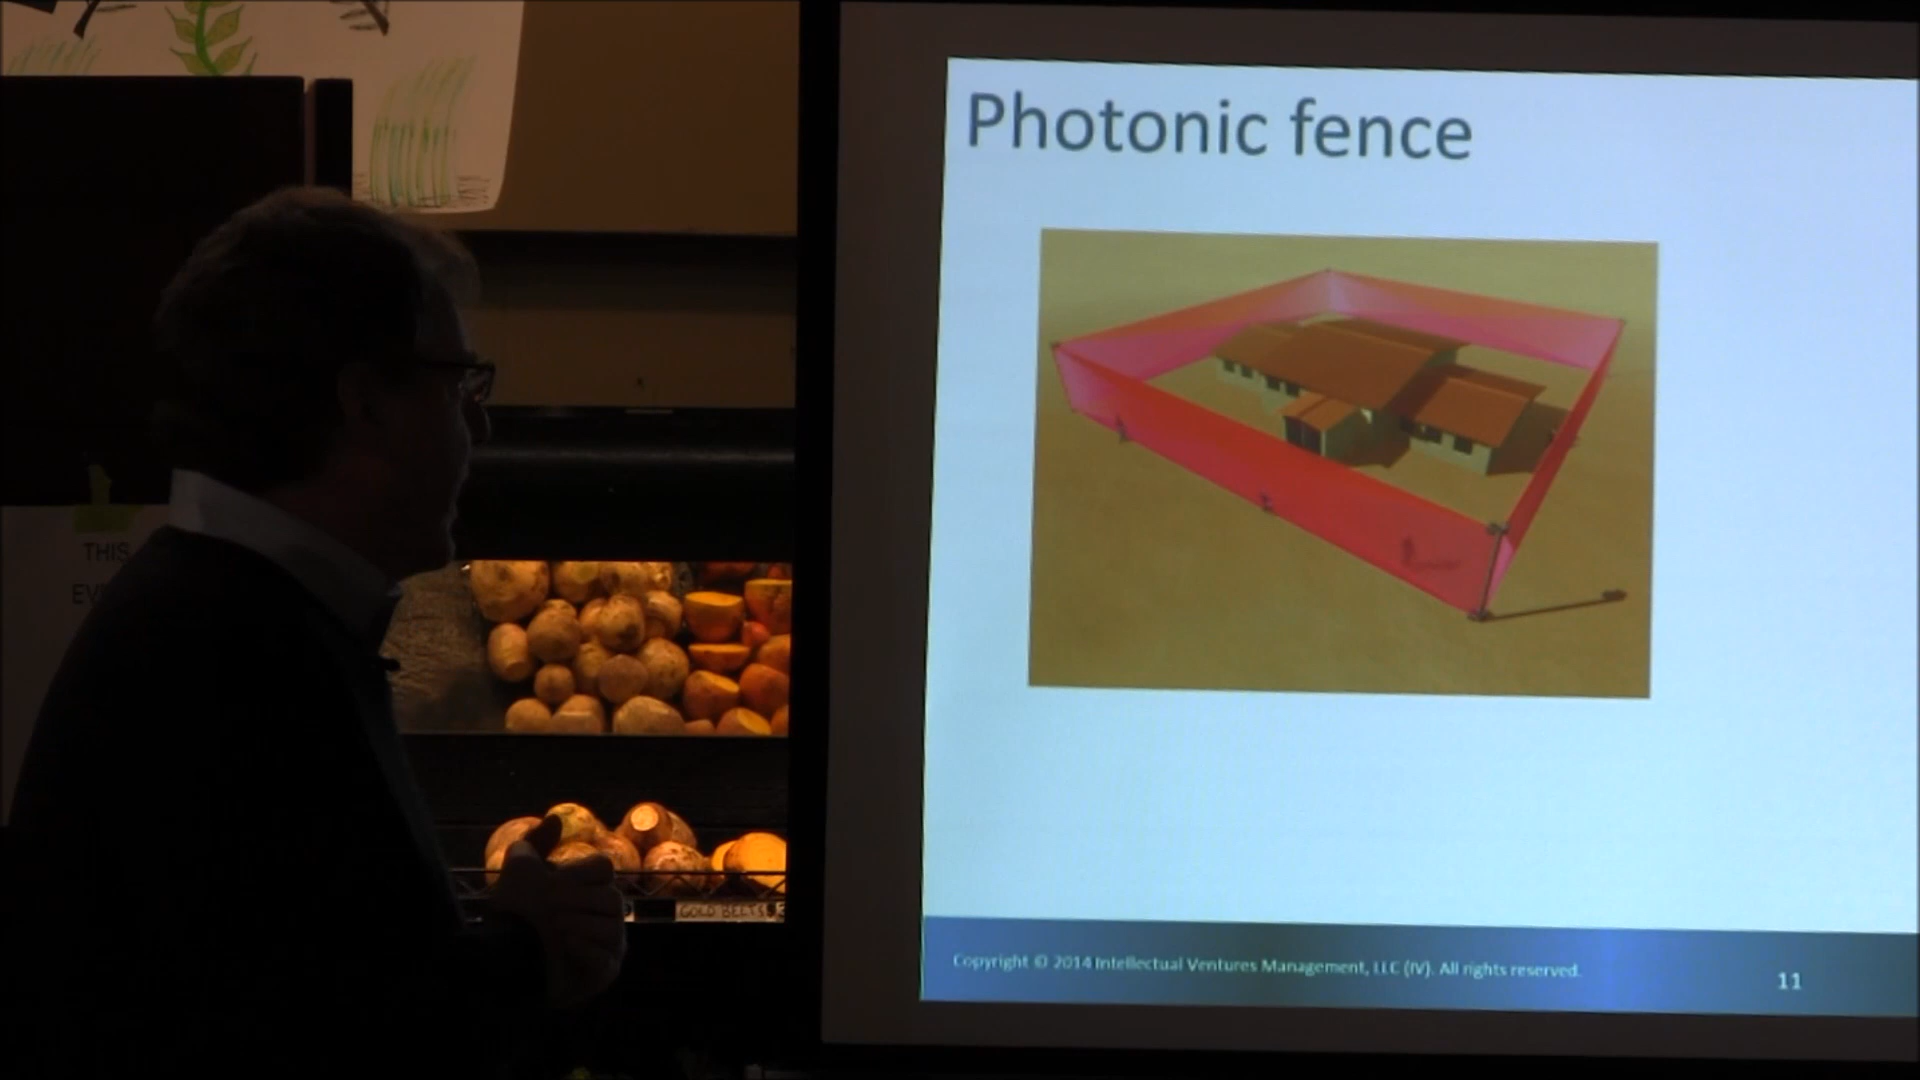 Photonic fence
THIS
GOLD BEETS
Copyright © 2014 Intellectual Ventures Management, LLC (IV). All rights reserved.
11